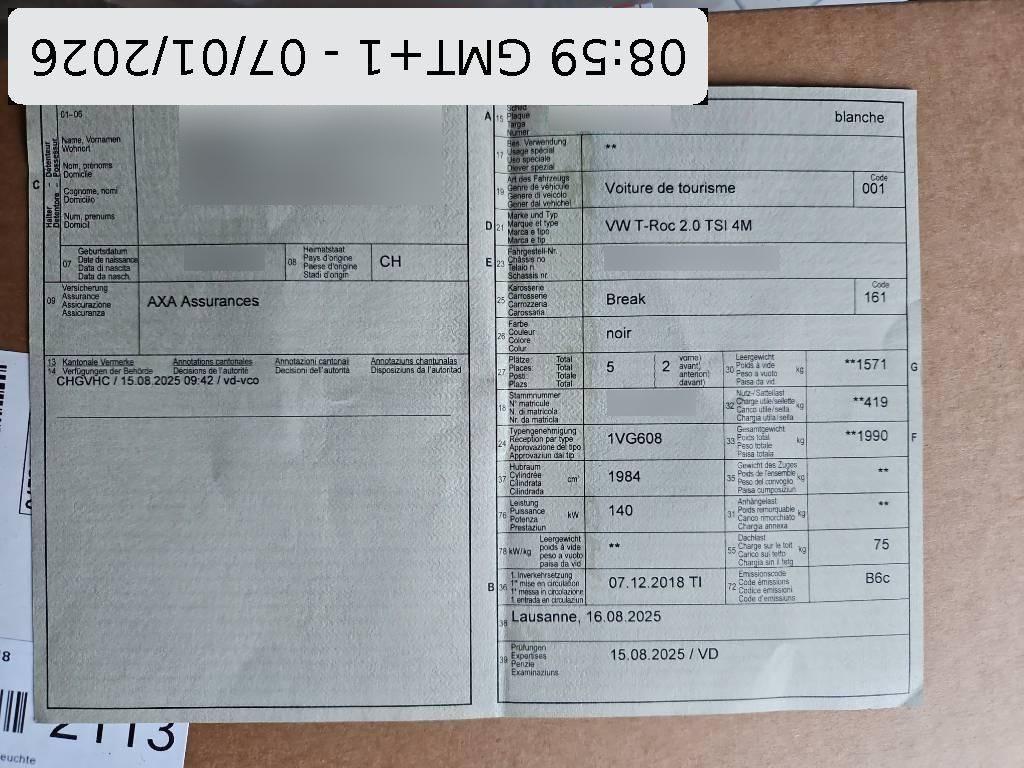 08:59 GMT+1 - 07/01/2026
01-06
C
Halter Détenteur
Detentore Possessur
Name, Vornamen
Wohnort
Nom, prénoms
Domicile
Cognome, nomi
Domicilio
Num, prenums
Domicil
07
Geburtsdatum
Date de naissance
Data di nascita
Data da nasch.
08
Heimatstaat
Pays d'origine
Paese d'origine
Stadi d'origin
CH
09
Versicherung
Assurance
Assicurazione
Assicuranza
AXA Assurances
13 Kantonale Vermerke Annotations cantonales Annotazioni cantonali Annotaziuns chantunalas
14 Verfügungen der Behörde Décisions de l'autorité Decisioni dell'autorità Disposiziuns da l'autoritad
CHGVHC / 15.08.2025 09:42 / vd-vco
A
15
Schild
Plaque
Targa
Numer
blanche
17
Bes. Verwendung
Usage spécial
Uso speciale
Diever spezial
**
19
Art des Fahrzeugs
Genre de véhicule
Genere di veicolo
Gener dal vehichel
Voiture de tourisme
Code
001
D
21
Marke und Typ
Marque et type
Marca e tipo
Marca e tip
VW T-Roc 2.0 TSI 4M
E
23
Fahrgestell-Nr.
Châssis no
Telaio n.
Schassis nr.
25
Karosserie
Carrosserie
Carrozzeria
Carossaria
Break
Code
161
26
Farbe
Couleur
Colore
Colur
noir
27
Plätze: Total
Places: Total
Posti: Totale
Plazs: Total
5
(2
vorne)
avant)
anteriori)
davant)
30
Leergewicht
Poids à vide
Peso a vuoto
Paisa da vid
kg
**1571
G
18
Stammnummer
N° matricule
N. di matricola
Nr. da matricla
32
Nutz-/Sattellast
Charge utile/sellette
Carico utile/sella
Chargia utila/sella
kg
**419
24
Typengenehmigung
Réception par type
Approvazione del tipo
Approvaziun dal tip
1VG608
33
Gesamtgewicht
Poids total
Peso totale
Paisa totala
kg
**1990
F
37
Hubraum
Cylindrée
Cilindrata
Cilindrada
cm³
1984
35
Gewicht des Zuges
Poids de l'ensemble
Peso del convoglio
Paisa cumposiziun
kg
**
76
Leistung
Puissance
Potenza
Prestaziun
kW
140
31
Anhängelast
Poids remorquable
Carico rimorchiato
Chargia annexa
kg
**
78 kW/kg
Leergewicht
poids à vide
peso a vuoto
paisa da vid
**
55
Dachlast
Charge sur le toit
Carico sul tetto
Chargia sin il tetg
kg
75
B
36
1. Inverkehrsetzung
1re mise en circulation
1a messa in circolazione
1. entrada en circulaziun
07.12.2018 TI
72
Emissionscode
Code émissions
Codice emissioni
Code d'emissiuns
B6c
38
Lausanne, 16.08.2025
39
Prüfungen
Expertises
Perizie
Examinaziuns
15.08.2025 / VD
8
2113
euchte